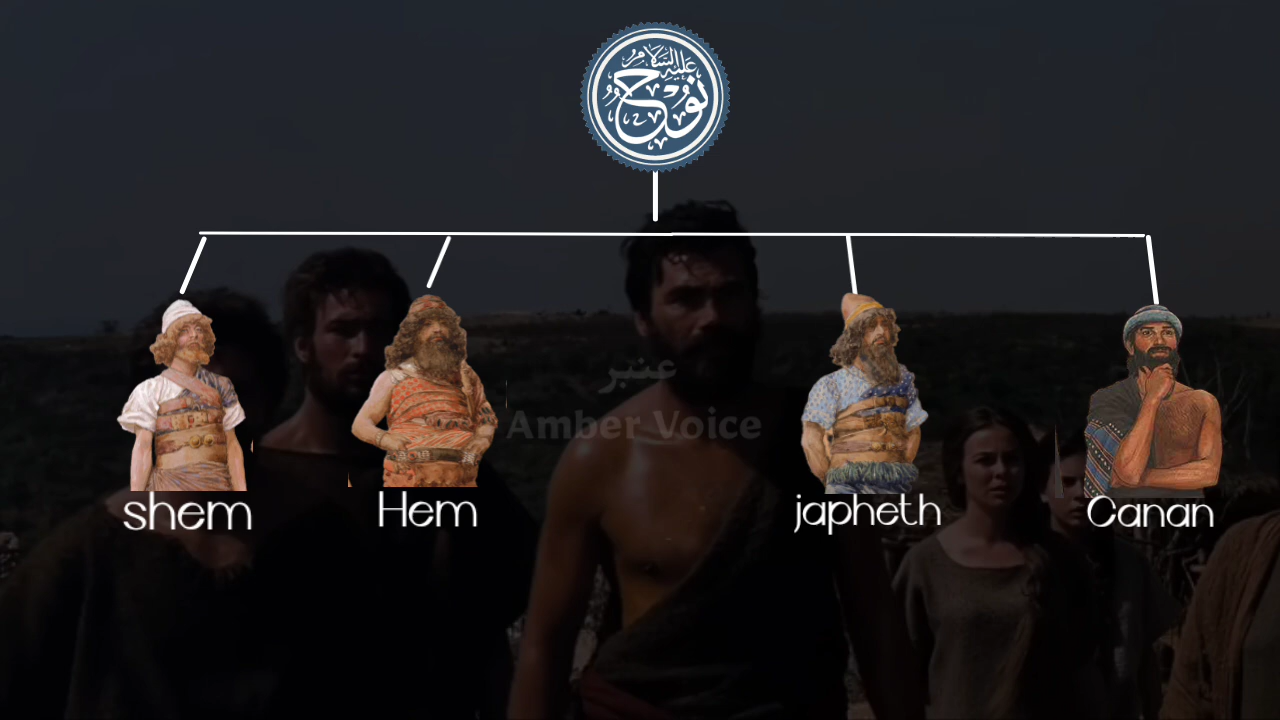 نوح عليه السلام
عنبر
Amber Voice
shem
Hem
japheth
Canan